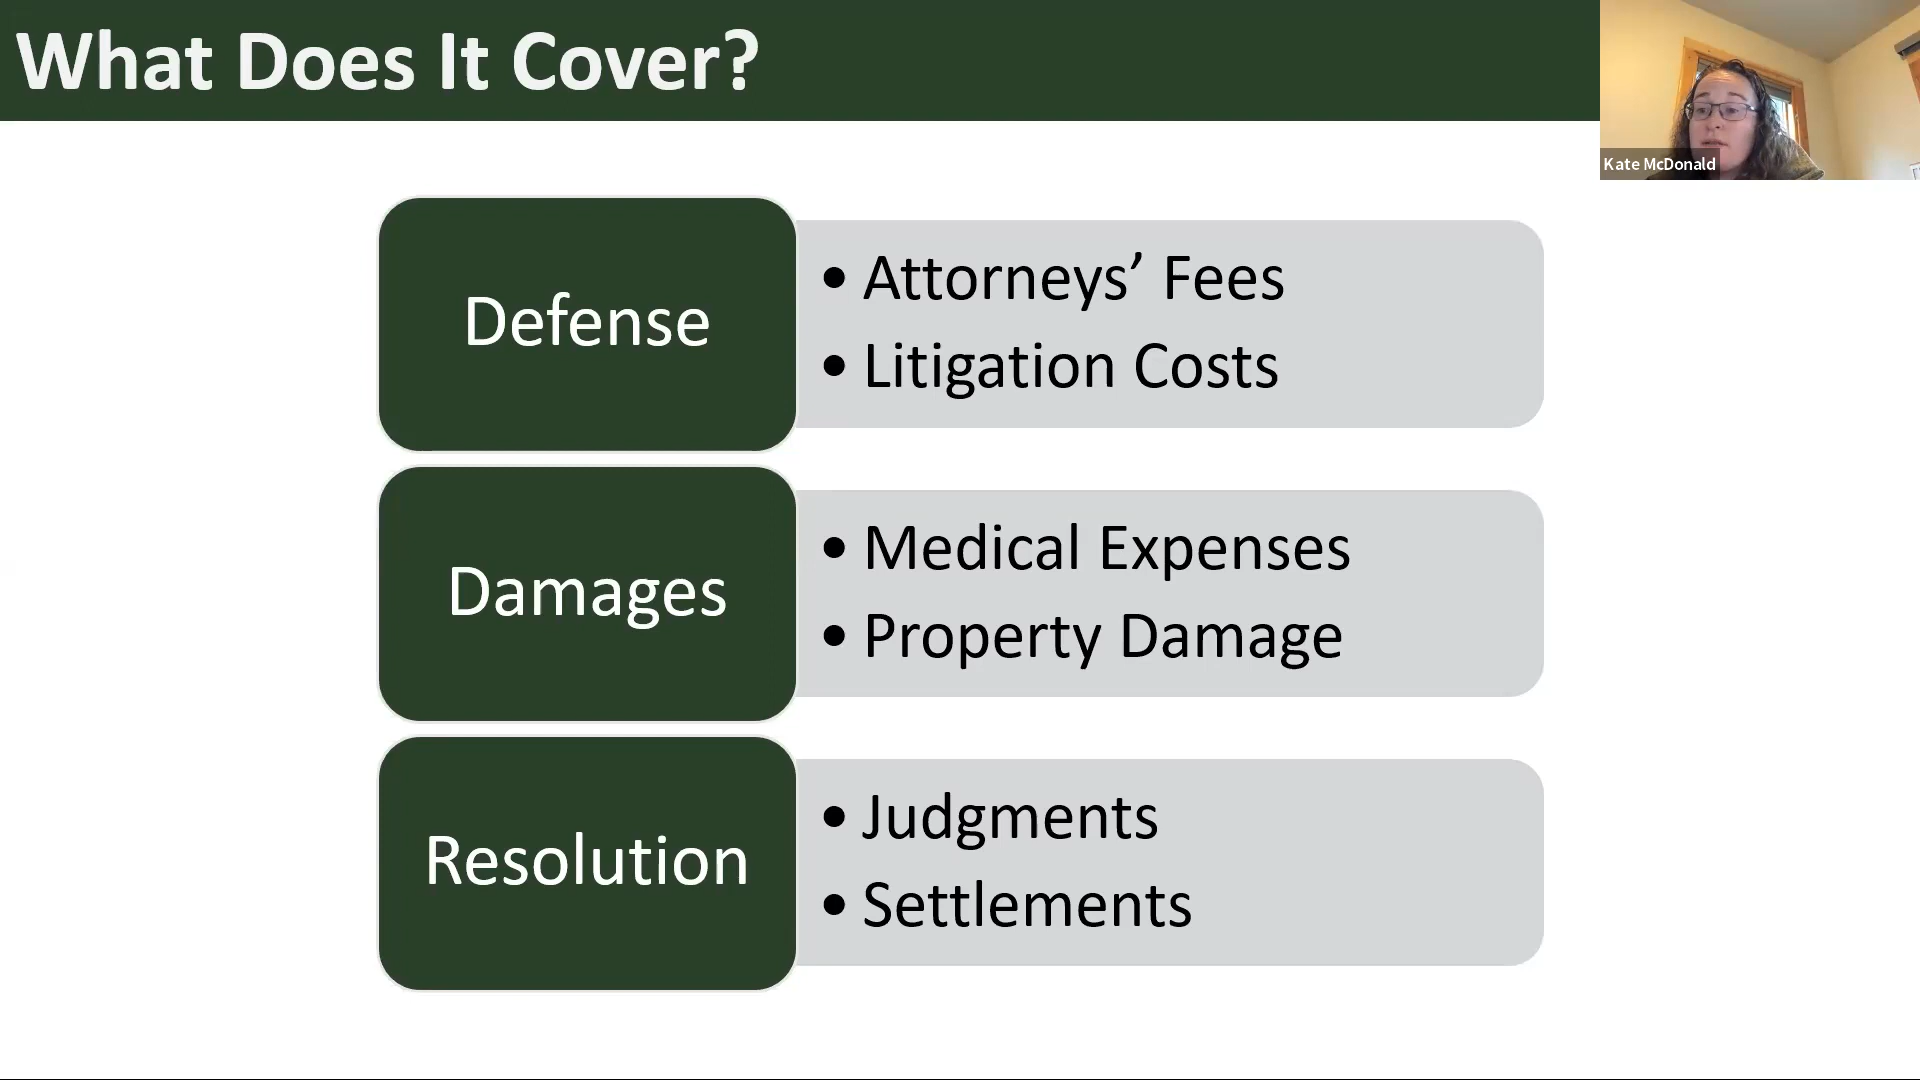 What Does It Cover?
Kate McDonald
Defense
• Attorneys’ Fees
• Litigation Costs
Damages
• Medical Expenses
• Property Damage
Resolution
• Judgments
• Settlements